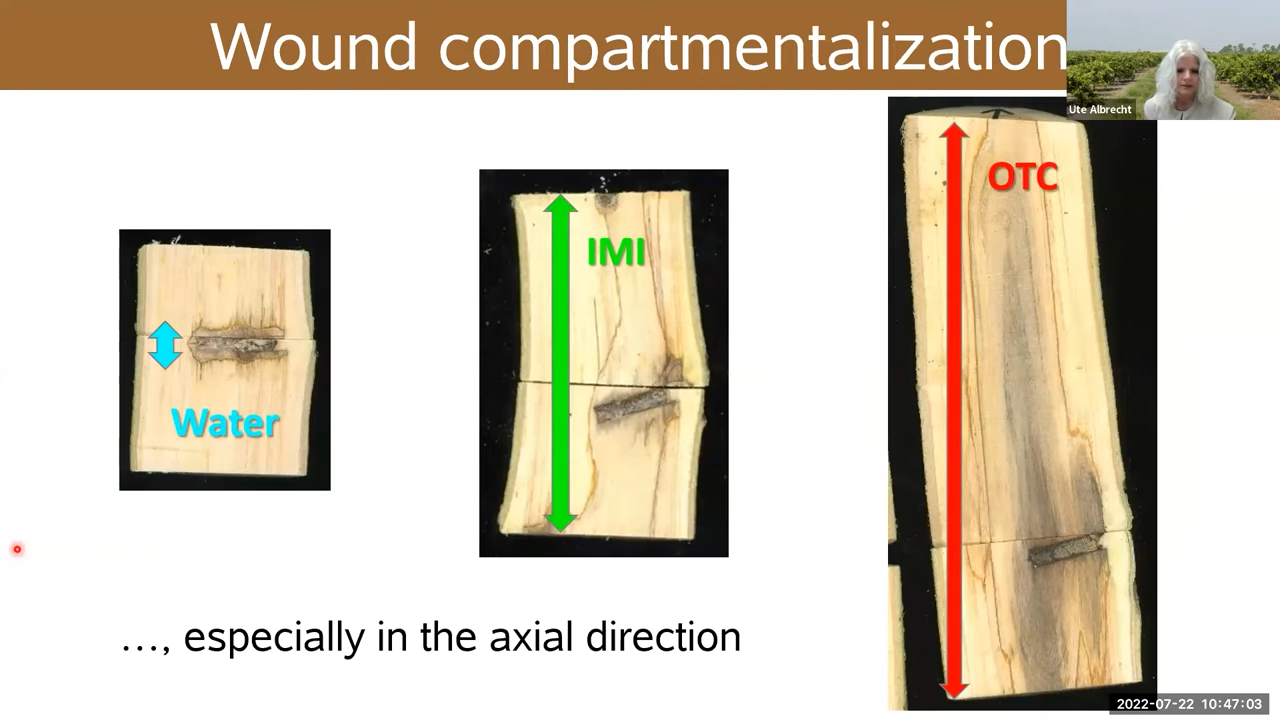 Wound compartmentalization
Ute Albrecht
OTC
IMI
Water
…, especially in the axial direction
2022-07-22 10:47:03